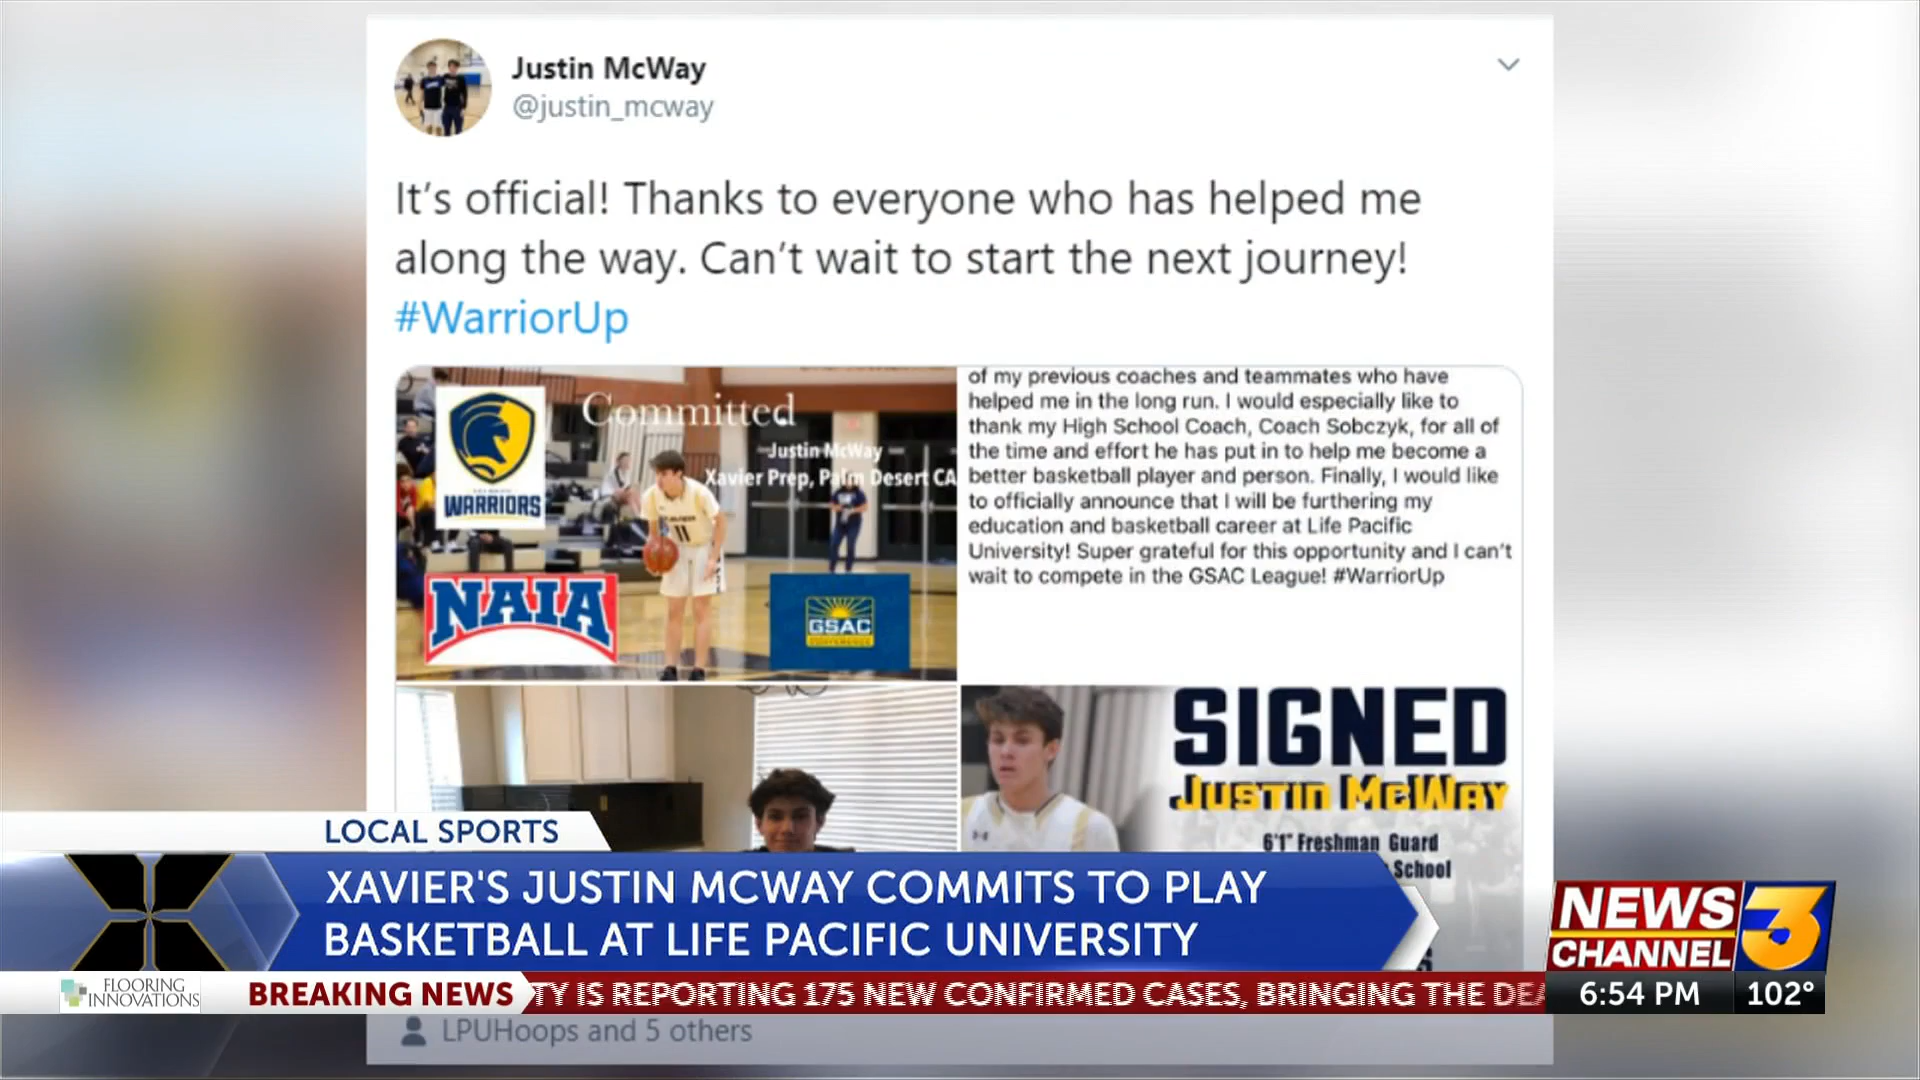 Justin McWay
@justin_mcway
It's official! Thanks to everyone who has helped me
along the way. Can't wait to start the next journey!
#WarriorUp
Committed
Justin McWay
Xavier Prep, Palm Desert CA
WARRIORS
11
NAIA
GSAC
CONFERENCE
of my previous coaches and teammates who have
helped me in the long run. I would especially like to
thank my High School Coach, Coach Sobczyk, for all of
the time and effort he has put in to help me become a
better basketball player and person. Finally, I would like
to officially announce that I will be furthering my
education and basketball career at Life Pacific
University! Super grateful for this opportunity and I can't
wait to compete in the GSAC League! #WarriorUp
SIGNED
Justin McWay
6'1" Freshman Guard
School
LOCAL SPORTS
XAVIER'S JUSTIN MCWAY COMMITS TO PLAY
BASKETBALL AT LIFE PACIFIC UNIVERSITY
NEWS
CHANNEL 3
FLOORING
INNOVATIONS
BREAKING NEWS
TY IS REPORTING 175 NEW CONFIRMED CASES, BRINGING THE DEA
6:54 PM
102°
LPUHoops and 5 others